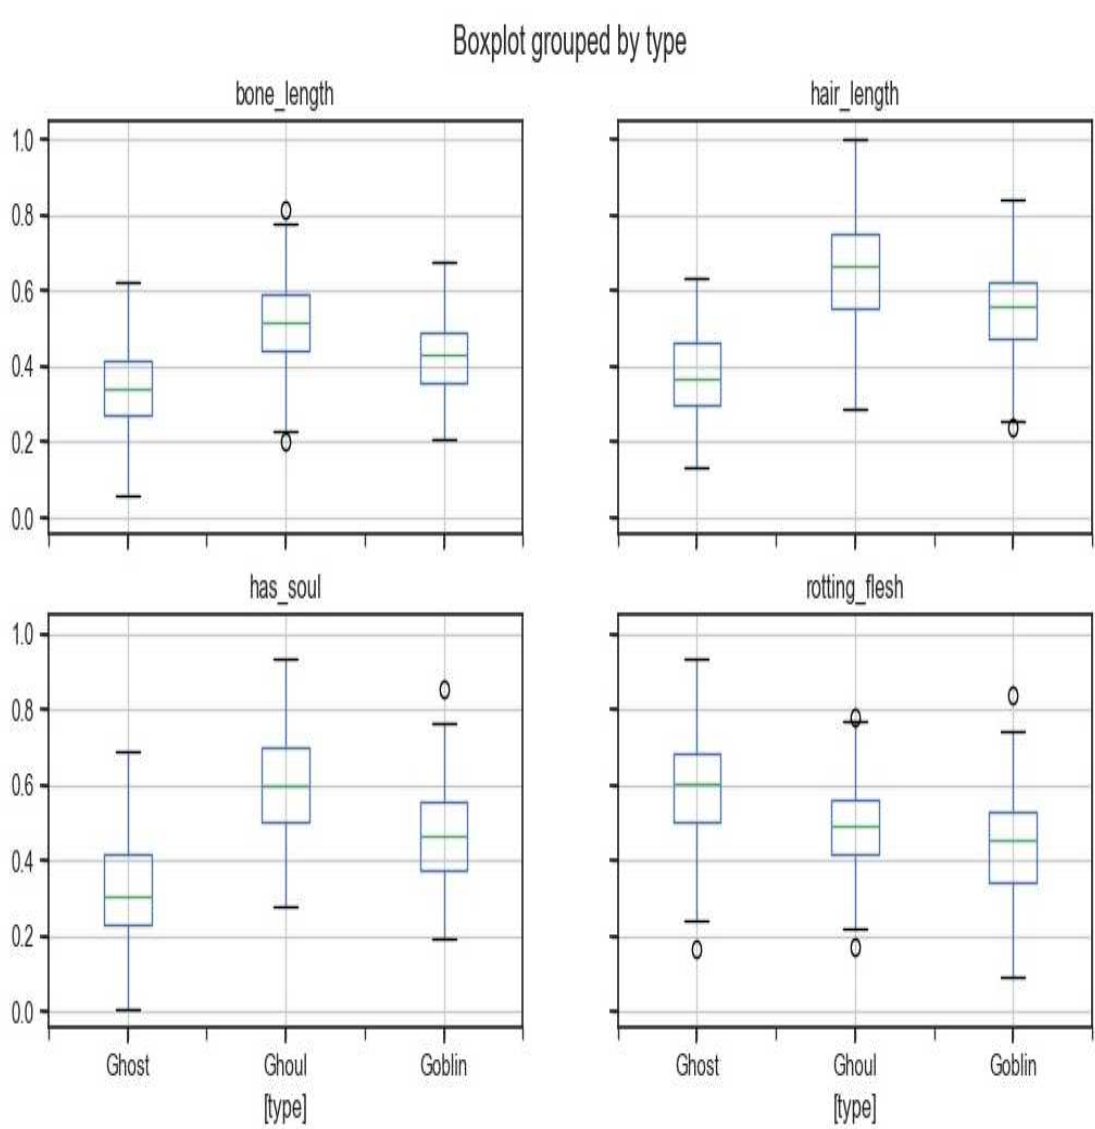 Boxplot grouped by type
bone_length
hair_length
1.0
0.8
0.6
0.4
0.2
0.0
has_soul
rotting_flesh
1.0
0.8
0.6
0.4
0.2
0.0
Ghost Ghoul Goblin
Ghost Ghoul Goblin
[type]
[type]